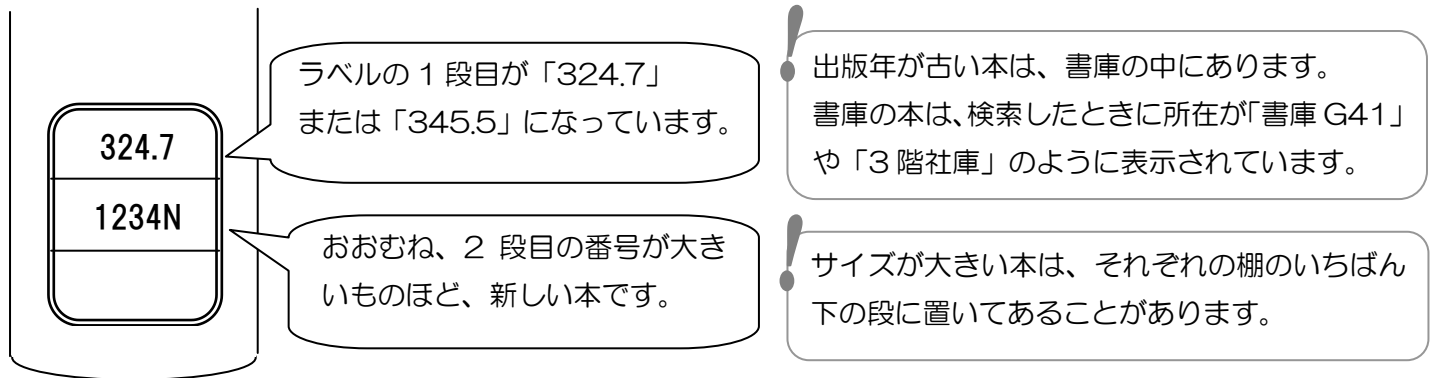 324.7
1234N
ラベルの 1 段目が「324.7」
または「345.5」になっています。
おおむね、2 段目の番号が大き
いものほど、新しい本です。
出版年が古い本は、書庫の中にあります。
書庫の本は、検索したときに所在が「書庫 G41」
や「3 階社庫」のように表示されています。
サイズが大きい本は、それぞれの棚のいちばん
下の段に置いてあることがあります。